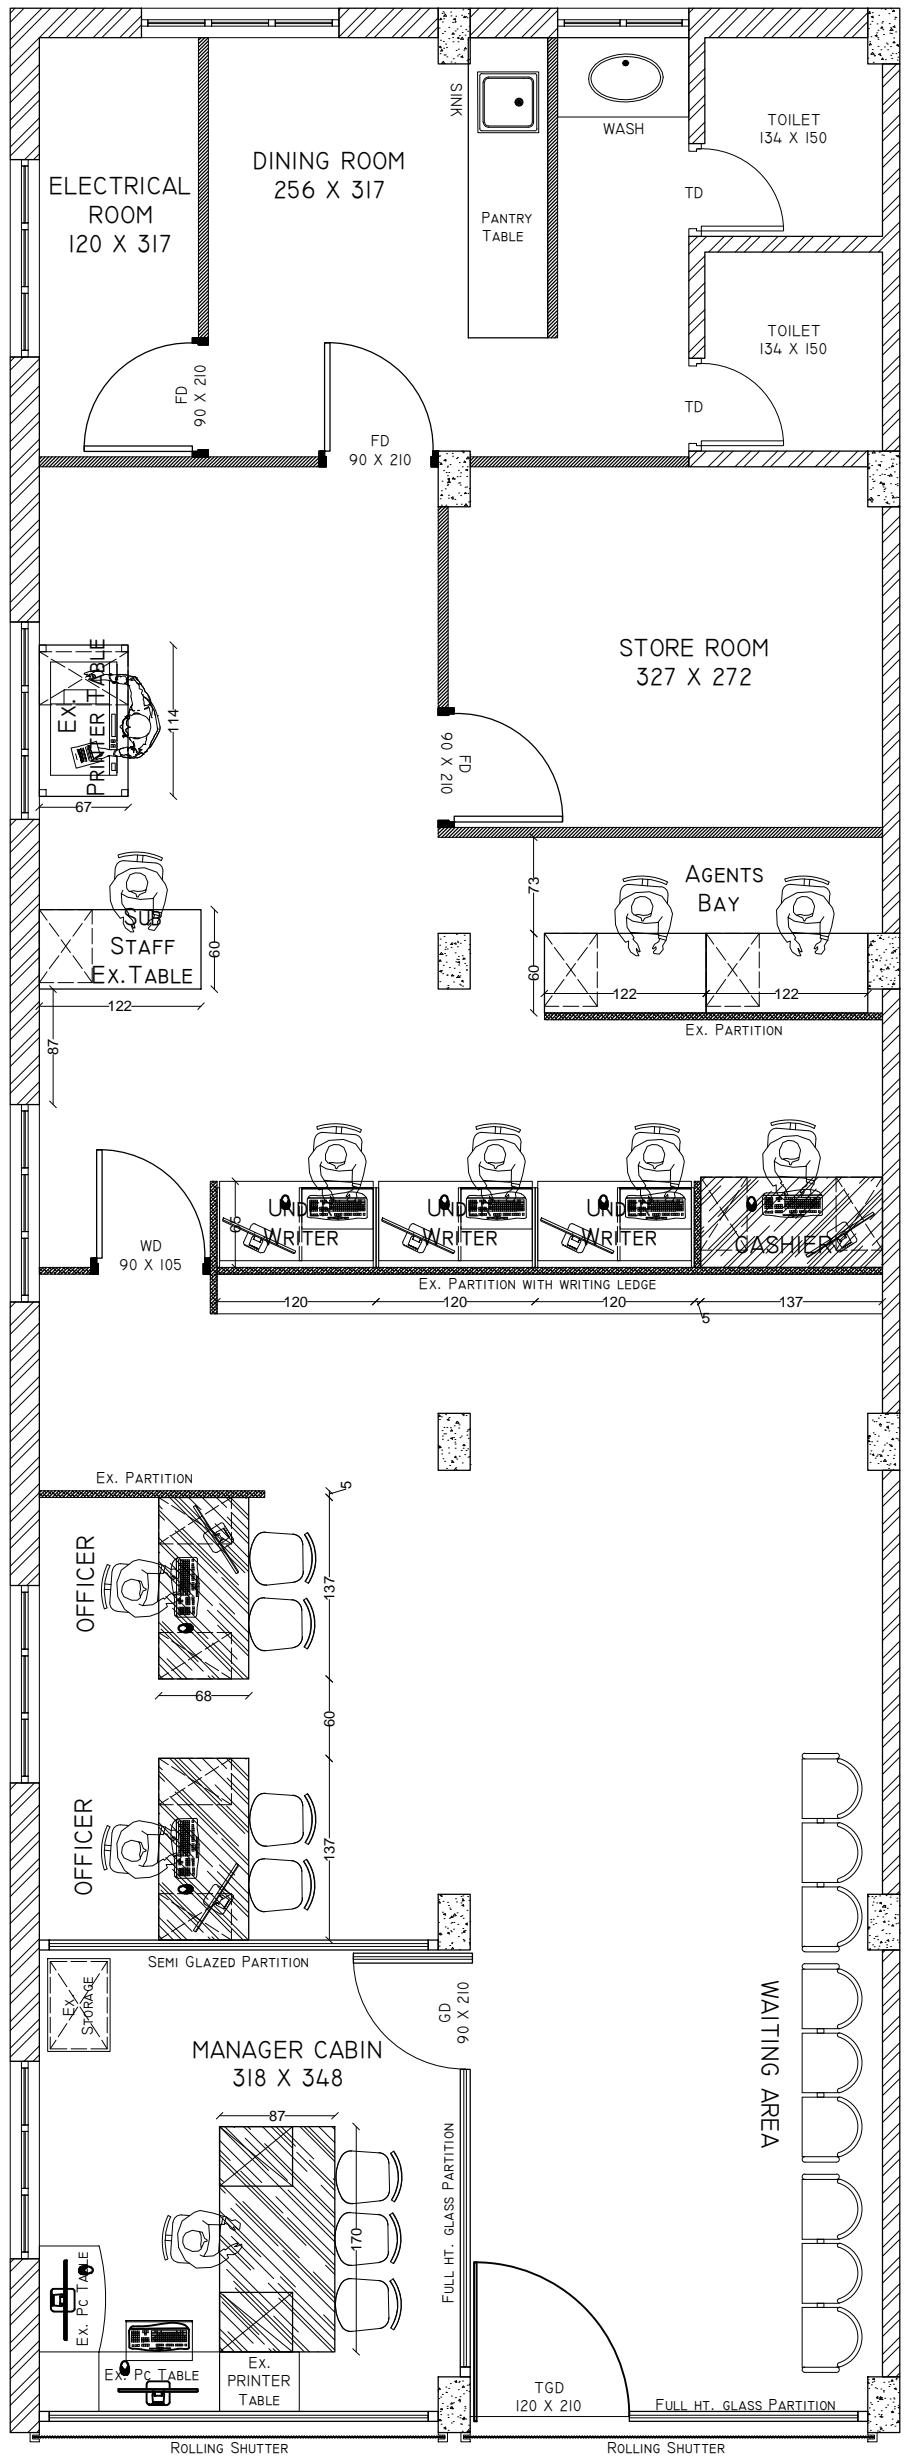 SINK
WASH
TOILET
134 X 150
DINING ROOM
256 X 317
ELECTRICAL
ROOM
120 X 317
TD
PANTRY
TABLE
TOILET
134 X 150
FD
90 X 210
TD
FD
90 X 210
STORE ROOM
327 X 272
Ex.
PRINTER TABLE
114
67
FD
90 X 210
AGENTS
BAY
73
SUB
STAFF
Ex. TABLE
60
122
60
122
122
Ex. PARTITION
87
UNDER
WRITER
UNDER
WRITER
UNDER
WRITER
CASHIER
65
WD
90 X 105
Ex. PARTITION WITH WRITING LEDGE
120
120
120
137
5
Ex. PARTITION
5
OFFICER
137
68
60
OFFICER
137
SEMI GLAZED PARTITION
Ex.
STORAGE
GD
90 X 210
WAITING AREA
MANAGER CABIN
318 X 348
87
FULL HT. GLASS PARTITION
170
Ex. PC TABLE
Ex. PC TABLE
Ex.
PRINTER
TABLE
TGD
120 X 210
FULL HT. GLASS PARTITION
ROLLING SHUTTER
ROLLING SHUTTER